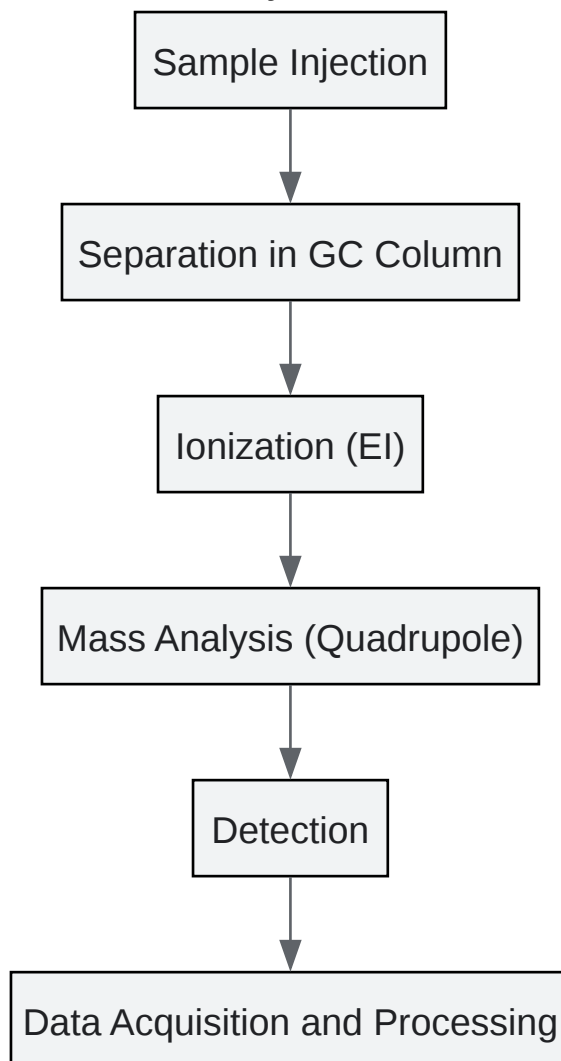 Sample Injection
Separation in GC Column
Ionization (EI)
Mass Analysis (Quadrupole)
Detection
Data Acquisition and Processing